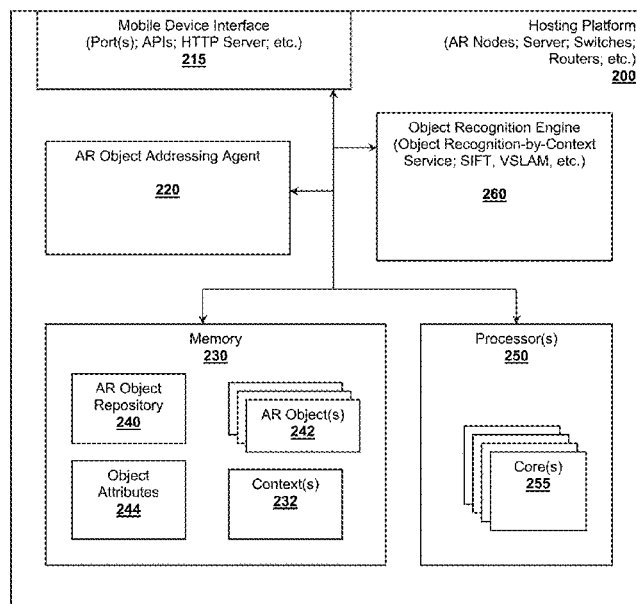 Mobile Device Interface
(Port(s); APIs; HTTP Server; etc.)
215
Hosting Platform
(AR Nodes; Server; Switches;
Routers; etc.)
200
AR Object Addressing Agent
220
Object Recognition Engine
(Object Recognition-by-Context
Service; SIFT, VSLAM, etc.)
260
Memory
230
AR Object
Repository
240
AR Object(s)
242
Object
Attributes
244
Context(s)
232
Processor(s)
250
Core(s)
255